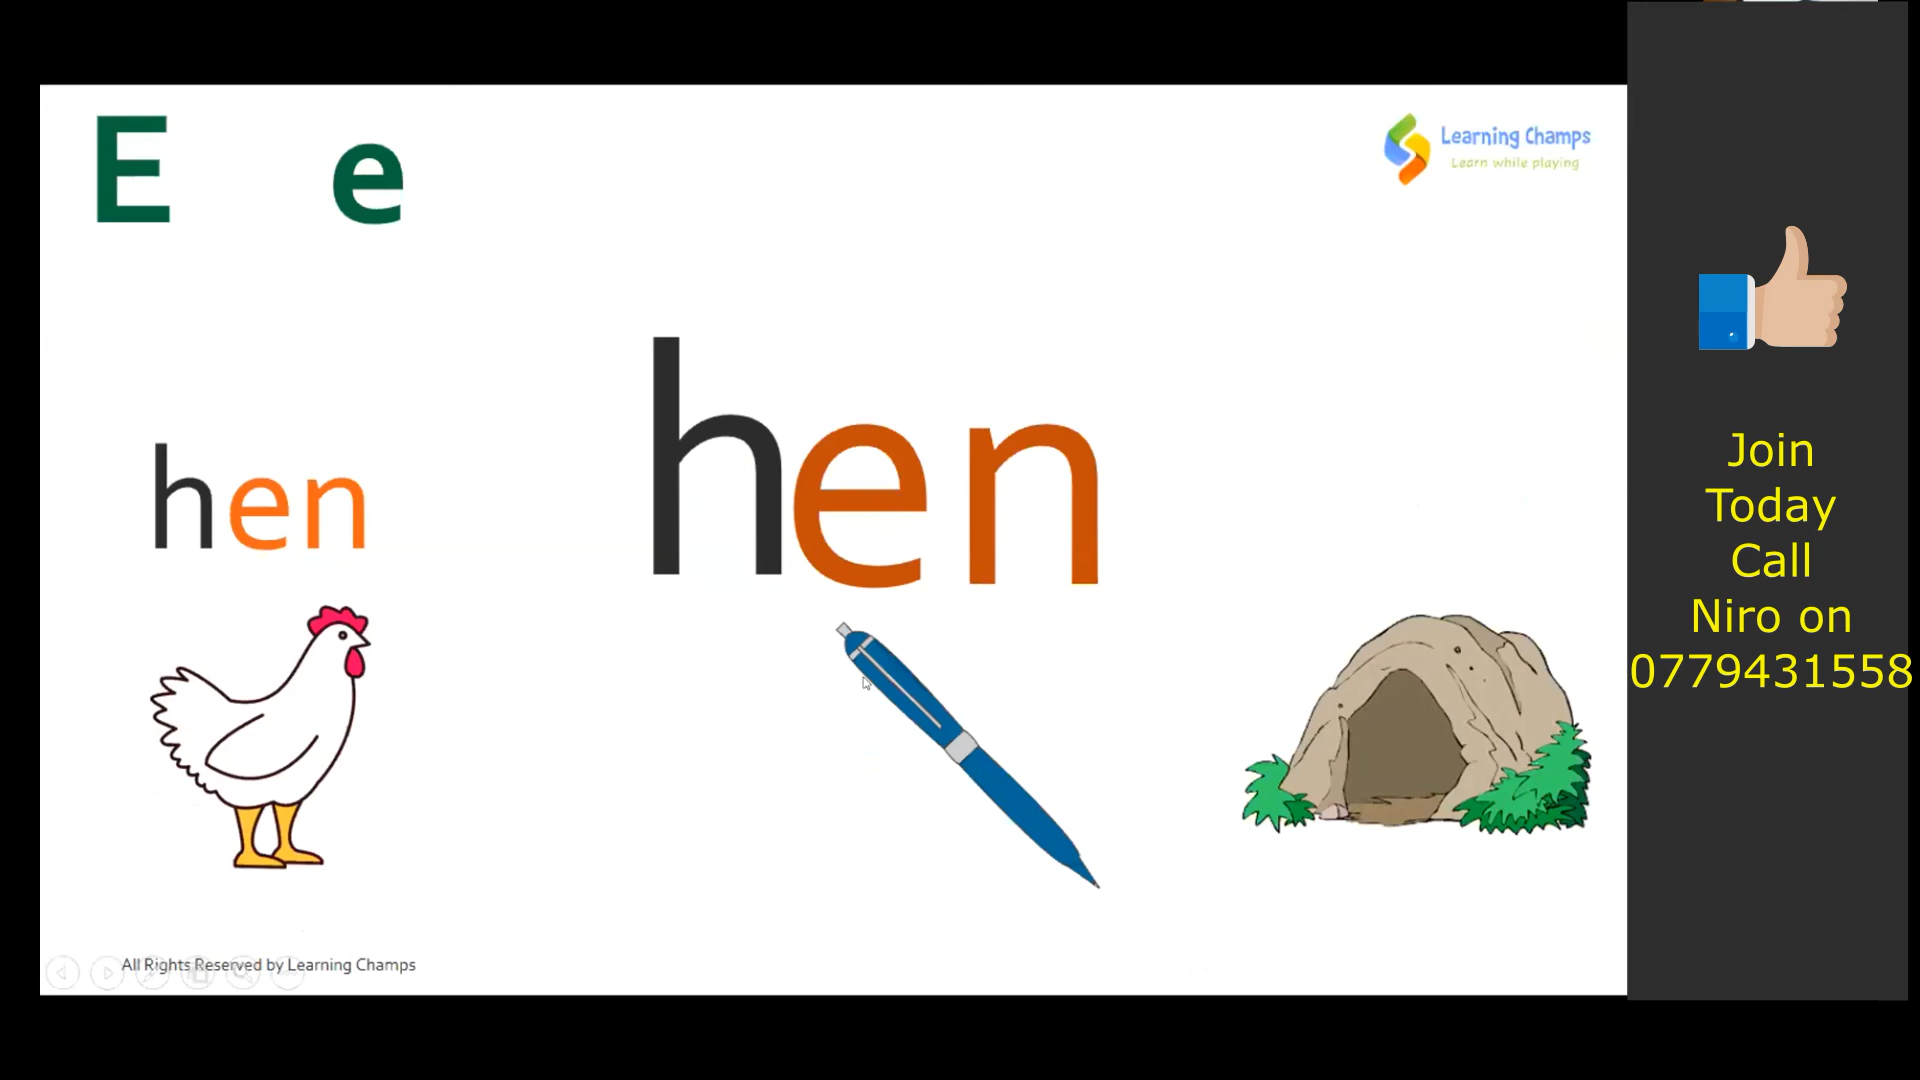 E e
Learning Champs
Learn while playing
hen
hen
All Rights Reserved by Learning Champs
Join
Today
Call
Niro on
0779431558